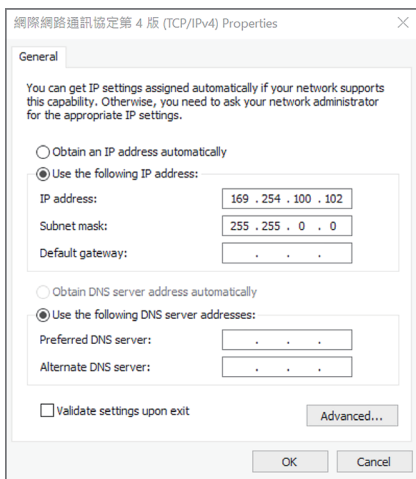 網際網路通訊協定第 4 版 (TCP/IPv4) Properties
General
You can get IP settings assigned automatically if your network supports
this capability. Otherwise, you need to ask your network administrator
for the appropriate IP settings.
Obtain an IP address automatically
Use the following IP address:
IP address: 169 . 254 . 100 . 102
Subnet mask: 255 . 255 . 0 . 0
Default gateway: . . .
Obtain DNS server address automatically
Use the following DNS server addresses:
Preferred DNS server: . . .
Alternate DNS server: . . .
Validate settings upon exit
Advanced...
OK Cancel